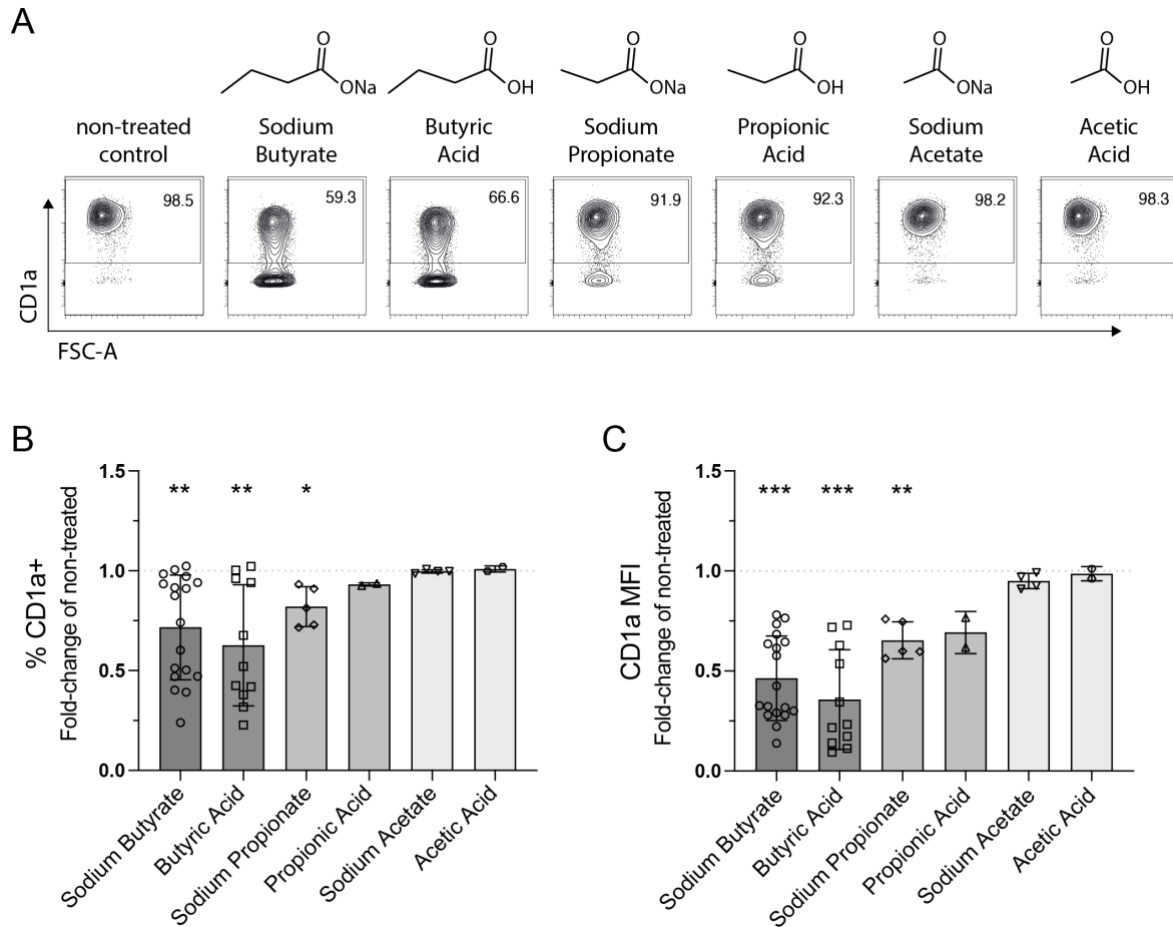 A
O
ONa
O
OH
O
ONa
O
OH
O
ONa
O
OH
non-treated
control
Sodium
Butyrate
Butyric
Acid
Sodium
Propionate
Propionic
Acid
Sodium
Acetate
Acetic
Acid
98.5
59.3
66.6
91.9
92.3
98.2
98.3
CD1a
FSC-A
B
% CD1a+
Fold-change of non-treated
1.5
1.0
0.5
0.0
** ** *
Sodium Butyrate
Butyric Acid
Sodium Propionate
Propionic Acid
Sodium Acetate
Acetic Acid
C
CD1a MFI
Fold-change of non-treated
1.5
1.0
0.5
0.0
*** *** **
Sodium Butyrate
Butyric Acid
Sodium Propionate
Propionic Acid
Sodium Acetate
Acetic Acid